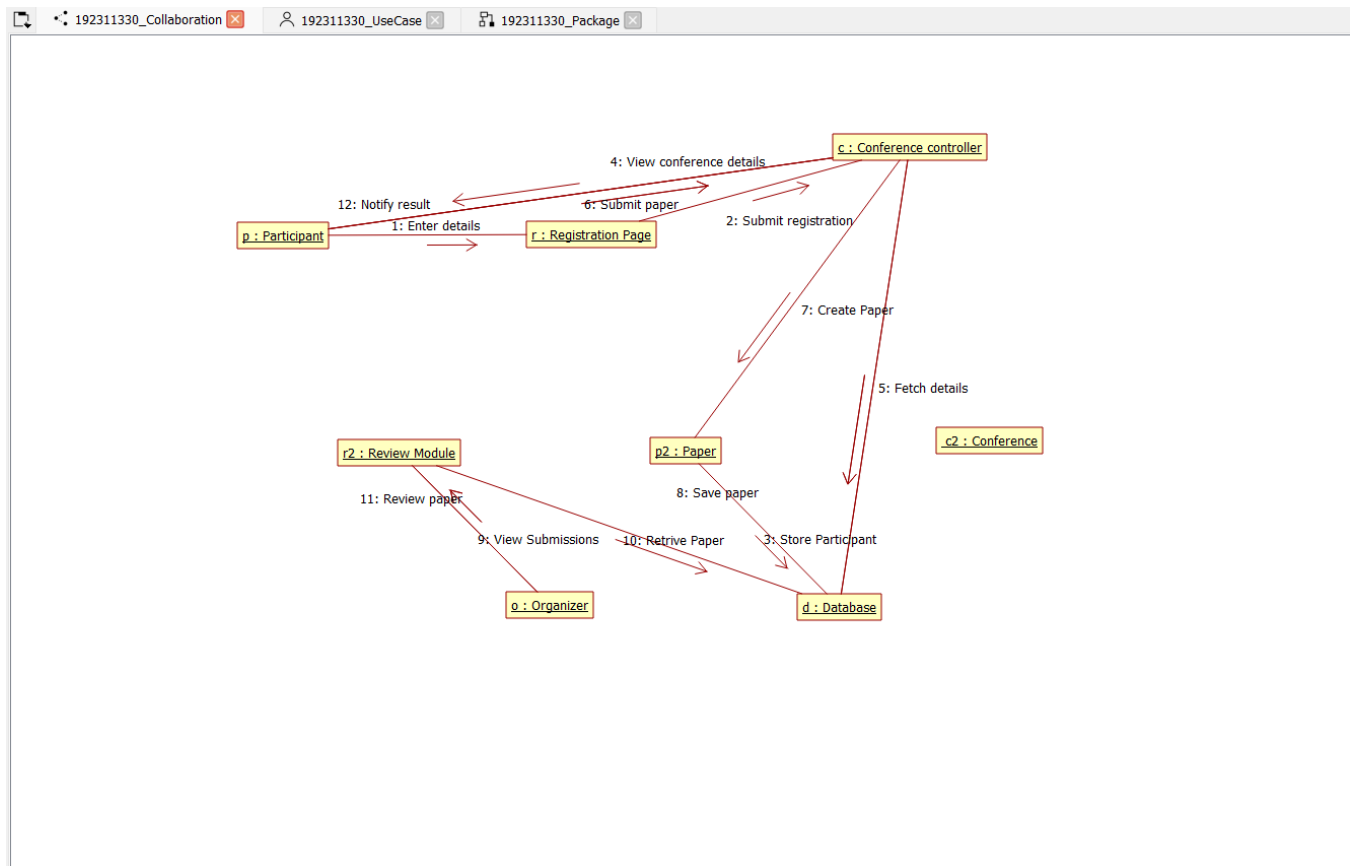 192311330_Collaboration
192311330_UseCase
192311330_Package
c : Conference controller
4: View conference details
12: Notify result
6: Submit paper
2: Submit registration
1: Enter details
p : Participant
r : Registration Page
7: Create Paper
5: Fetch details
c2 : Conference
r2 : Review Module
p2 : Paper
8: Save paper
11: Review paper
9: View Submissions
10: Retrive Paper
3: Store Participant
o : Organizer
d : Database